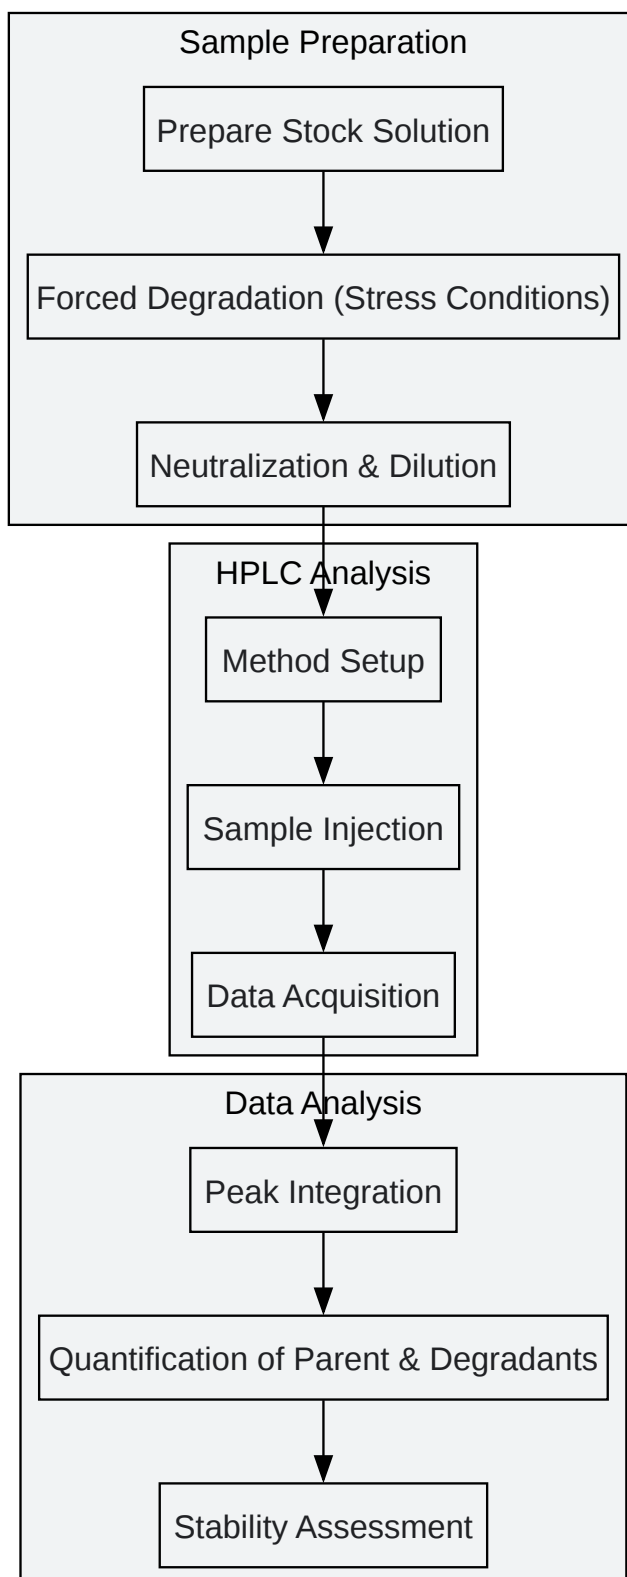 Sample Preparation
Prepare Stock Solution
Forced Degradation (Stress Conditions)
Neutralization & Dilution
HPLC Analysis
Method Setup
Sample Injection
Data Acquisition
Data Analysis
Peak Integration
Quantification of Parent & Degradants
Stability Assessment